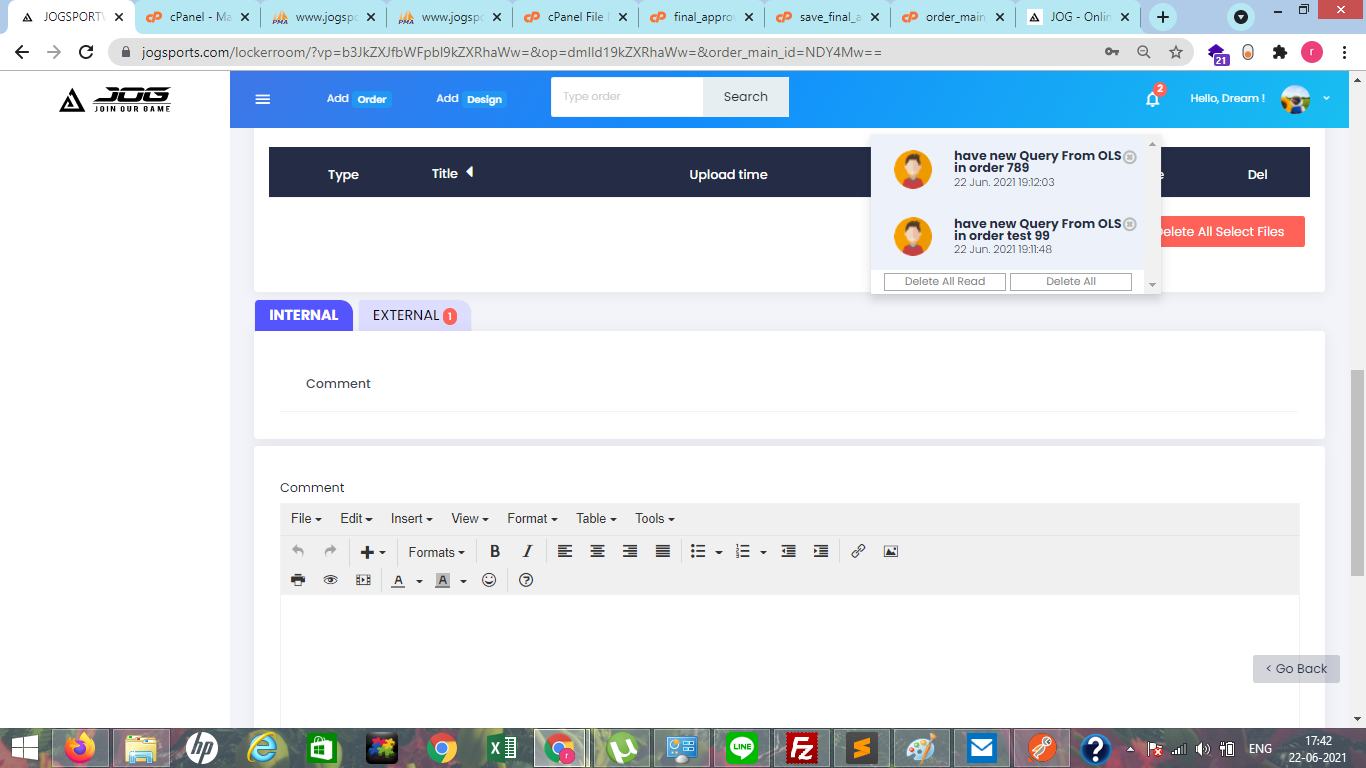 JOGSPORTV
cPanel - Ma
www.jogspo
www.jogspo
cPanel File
final_approv
save_final_a
order_main
JOG - Onlin
jogsports.com/lockerroom/?vp=b3JkZXJfbWFpbl9kZXRhaWw=&op=dmlld19kZXRhaWw=&order_main_id=NDY4Mw==
21
r
JOG
JOIN OUR GAME
Add Order
Add Design
Type order
Search
2
Hello, Dream !
Type
Title
Upload time
Del
have new Query From OLS
in order 789
22 Jun. 2021 19:12:03
have new Query From OLS
in order test 99
22 Jun. 2021 19:11:48
Delete All Read
Delete All
elete All Select Files
INTERNAL
EXTERNAL 1
Comment
Comment
File
Edit
Insert
View
Format
Table
Tools
Formats
B
I
A
A
< Go Back
ENG
17:42
22-06-2021